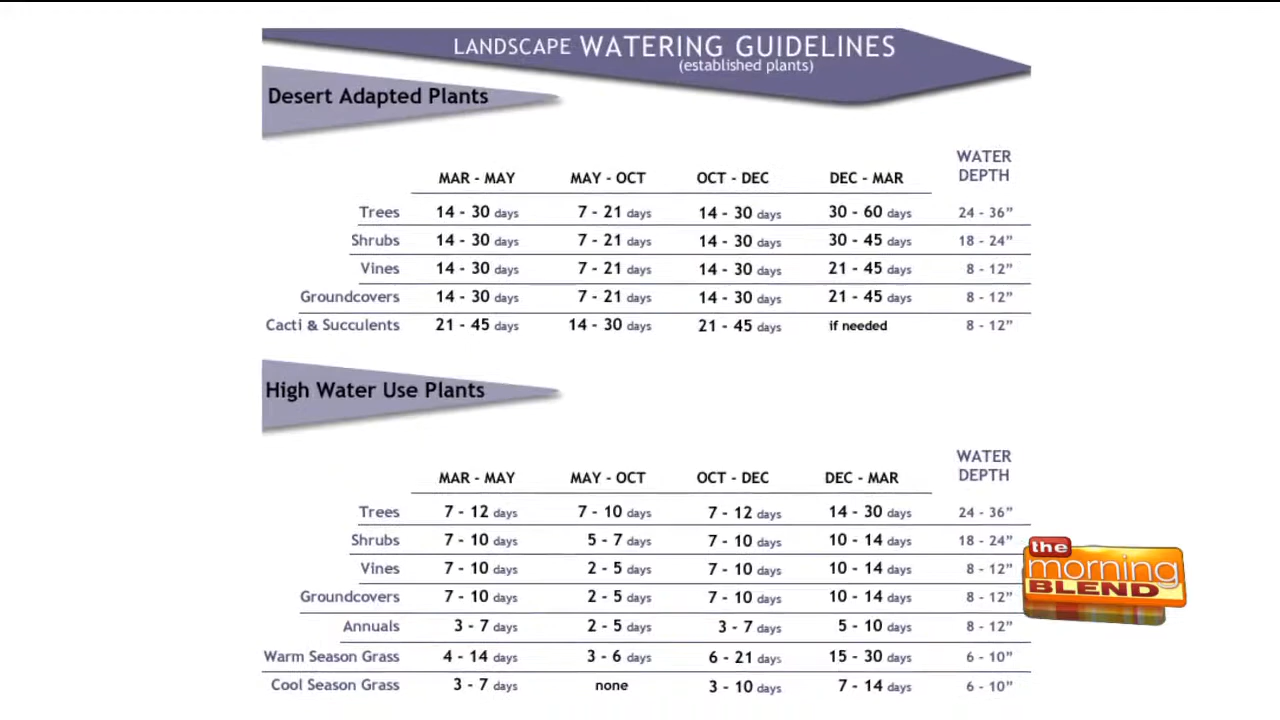 LANDSCAPE WATERING GUIDELINES
(established plants)
Desert Adapted Plants
MAR - MAY MAY - OCT OCT - DEC DEC - MAR WATER DEPTH
Trees 14 - 30 days 7 - 21 days 14 - 30 days 30 - 60 days 24 - 36”
Shrubs 14 - 30 days 7 - 21 days 14 - 30 days 30 - 45 days 18 - 24”
Vines 14 - 30 days 7 - 21 days 14 - 30 days 21 - 45 days 8 - 12”
Groundcovers 14 - 30 days 7 - 21 days 14 - 30 days 21 - 45 days 8 - 12”
Cacti & Succulents 21 - 45 days 14 - 30 days 21 - 45 days if needed 8 - 12”
High Water Use Plants
MAR - MAY MAY - OCT OCT - DEC DEC - MAR WATER DEPTH
Trees 7 - 12 days 7 - 10 days 7 - 12 days 14 - 30 days 24 - 36”
Shrubs 7 - 10 days 5 - 7 days 7 - 10 days 10 - 14 days 18 - 24”
Vines 7 - 10 days 2 - 5 days 7 - 10 days 10 - 14 days 8 - 12”
Groundcovers 7 - 10 days 2 - 5 days 7 - 10 days 10 - 14 days 8 - 12”
Annuals 3 - 7 days 2 - 5 days 3 - 7 days 5 - 10 days 8 - 12”
Warm Season Grass 4 - 14 days 3 - 6 days 6 - 21 days 15 - 30 days 6 - 10”
Cool Season Grass 3 - 7 days none 3 - 10 days 7 - 14 days 6 - 10”
the
morning
BLEND